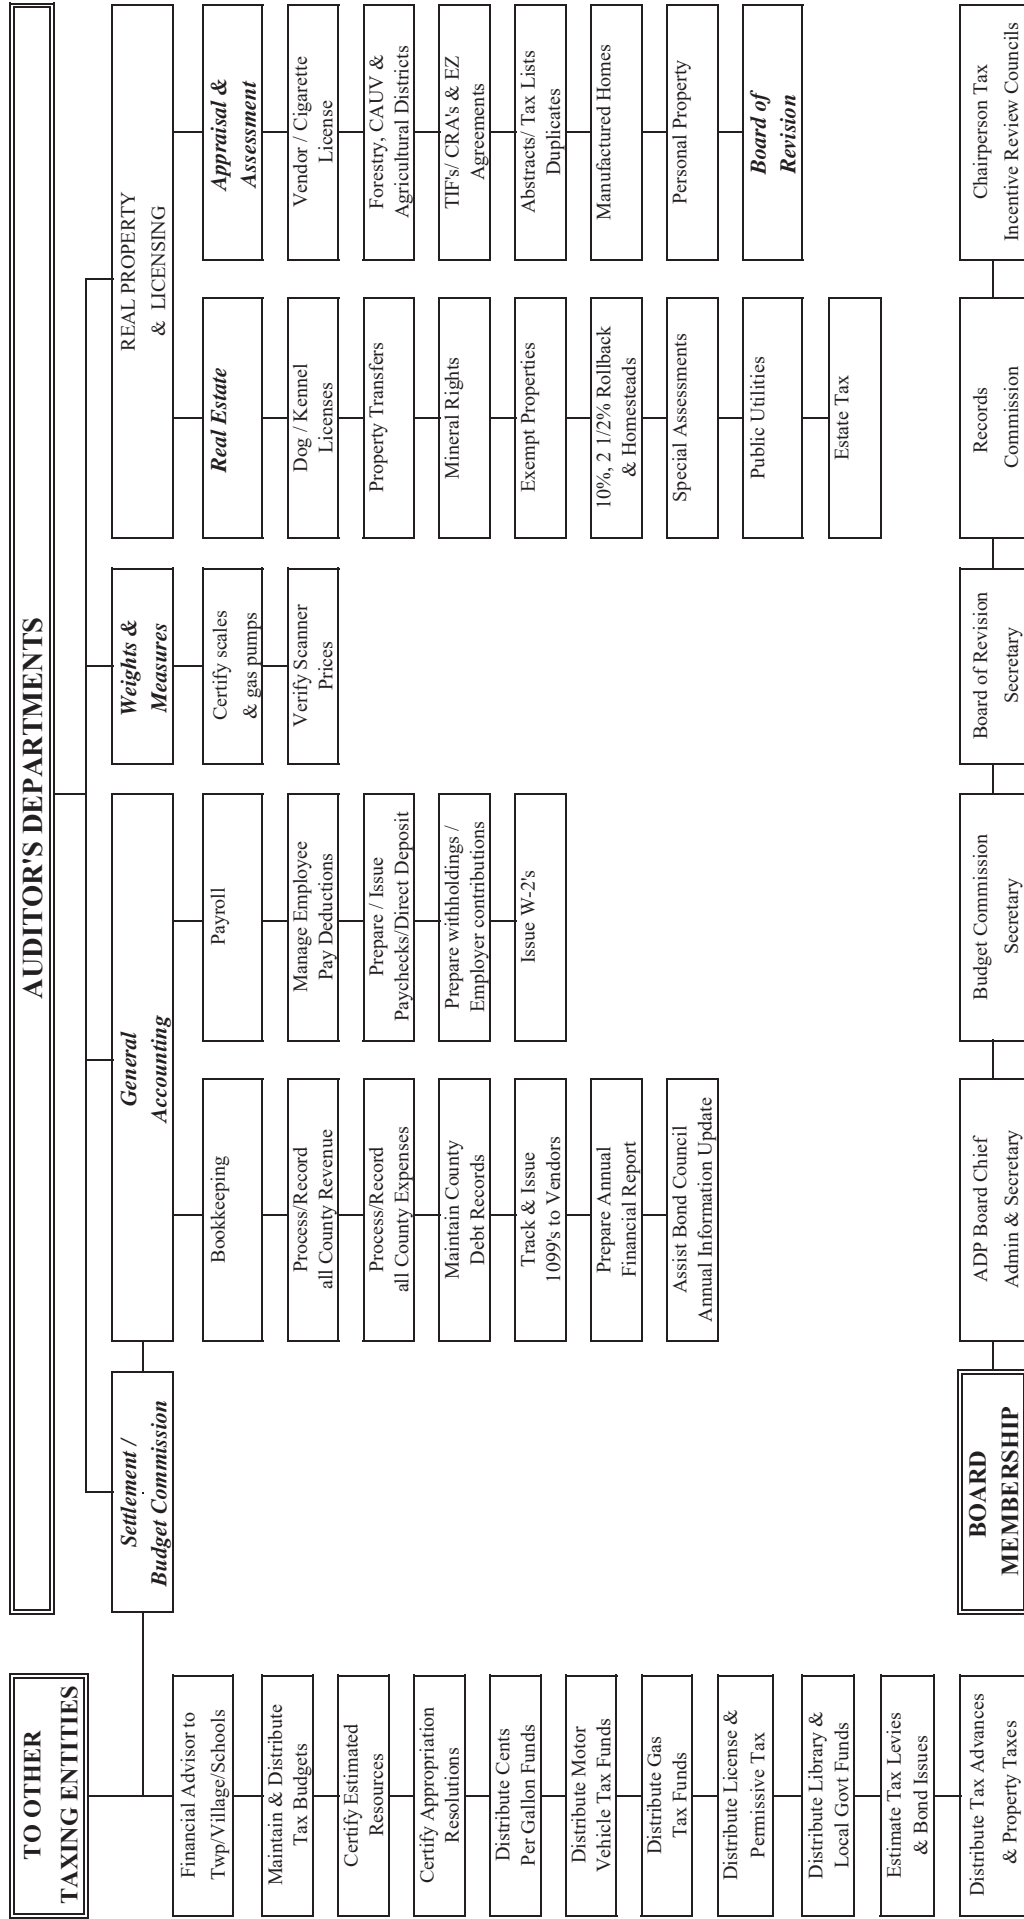 TO OTHER
TAXING ENTITIES
Financial Advisor to
Twp/Village/Schools
Maintain & Distribute
Tax Budgets
Certify Estimated
Resources
Certify Appropriation
Resolutions
Distribute Cents
Per Gallon Funds
Distribute Motor
Vehicle Tax Funds
Distribute Gas
Tax Funds
Distribute License &
Permissive Tax
Distribute Library &
Local Govt Funds
Estimate Tax Levies
& Bond Issues
Distribute Tax Advances
& Property Taxes
AUDITOR'S DEPARTMENTS
Settlement /
Budget Commission
General
Accounting
Bookkeeping
Process/Record
all County Revenue
Process/Record
all County Expenses
Maintain County
Debt Records
Track & Issue
1099's to Vendors
Prepare Annual
Financial Report
Assist Bond Council
Annual Information Update
Payroll
Manage Employee
Pay Deductions
Prepare / Issue
Paychecks/Direct Deposit
Prepare withholdings /
Employer contributions
Issue W-2's
Weights &
Measures
Certify scales
& gas pumps
Verify Scanner
Prices
REAL PROPERTY
& LICENSING
Real Estate
Dog / Kennel
Licenses
Property Transfers
Mineral Rights
Exempt Properties
10%, 2 1/2% Rollback
& Homesteads
Special Assessments
Public Utilities
Estate Tax
Appraisal &
Assessment
Vendor / Cigarette
License
Forestry, CAUV &
Agricultural Districts
TIF's/ CRA's & EZ
Agreements
Abstracts/ Tax Lists
Duplicates
Manufactured Homes
Personal Property
Board of
Revision
BOARD
MEMBERSHIP
ADP Board Chief
Admin & Secretary
Budget Commission
Secretary
Board of Revision
Secretary
Records
Commission
Chairperson Tax
Incentive Review Councils